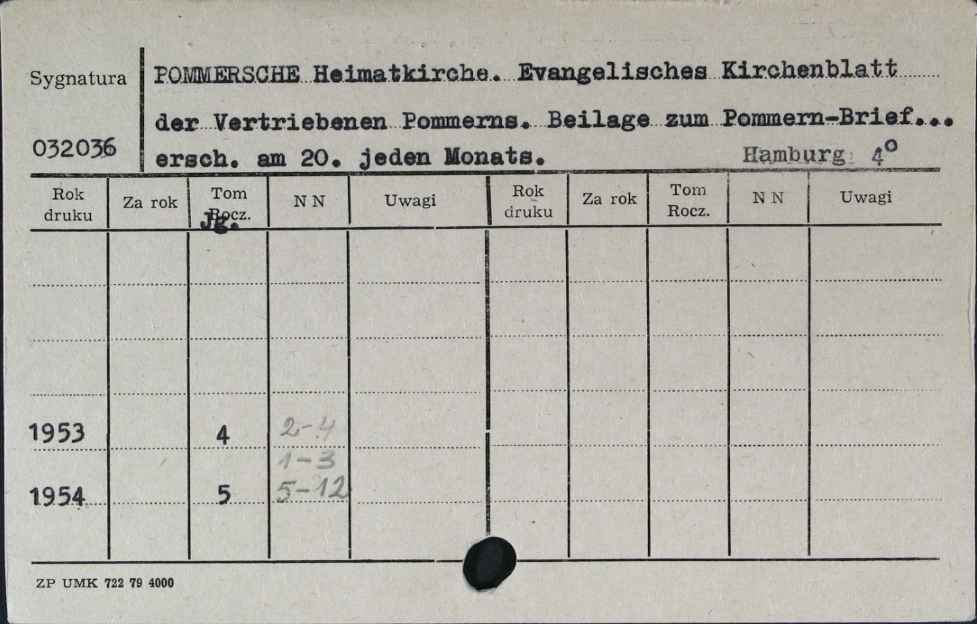 Sygnatura
POMMERSCHE Heimatkirche. Evangelisches Kirchenblatt
der Vertriebenen Pommerns. Beilage zum Pommern-Brief...
032036
ersch. am 20. jeden Monats. Hamburg 4°
Rok druku Za rok Tom Rocz. N N Uwagi Rok druku Za rok Tom Rocz. N N Uwagi
Jg.
1953 4 2-4
1-3
1954 5 5-12
ZP UMK 722 79 4000